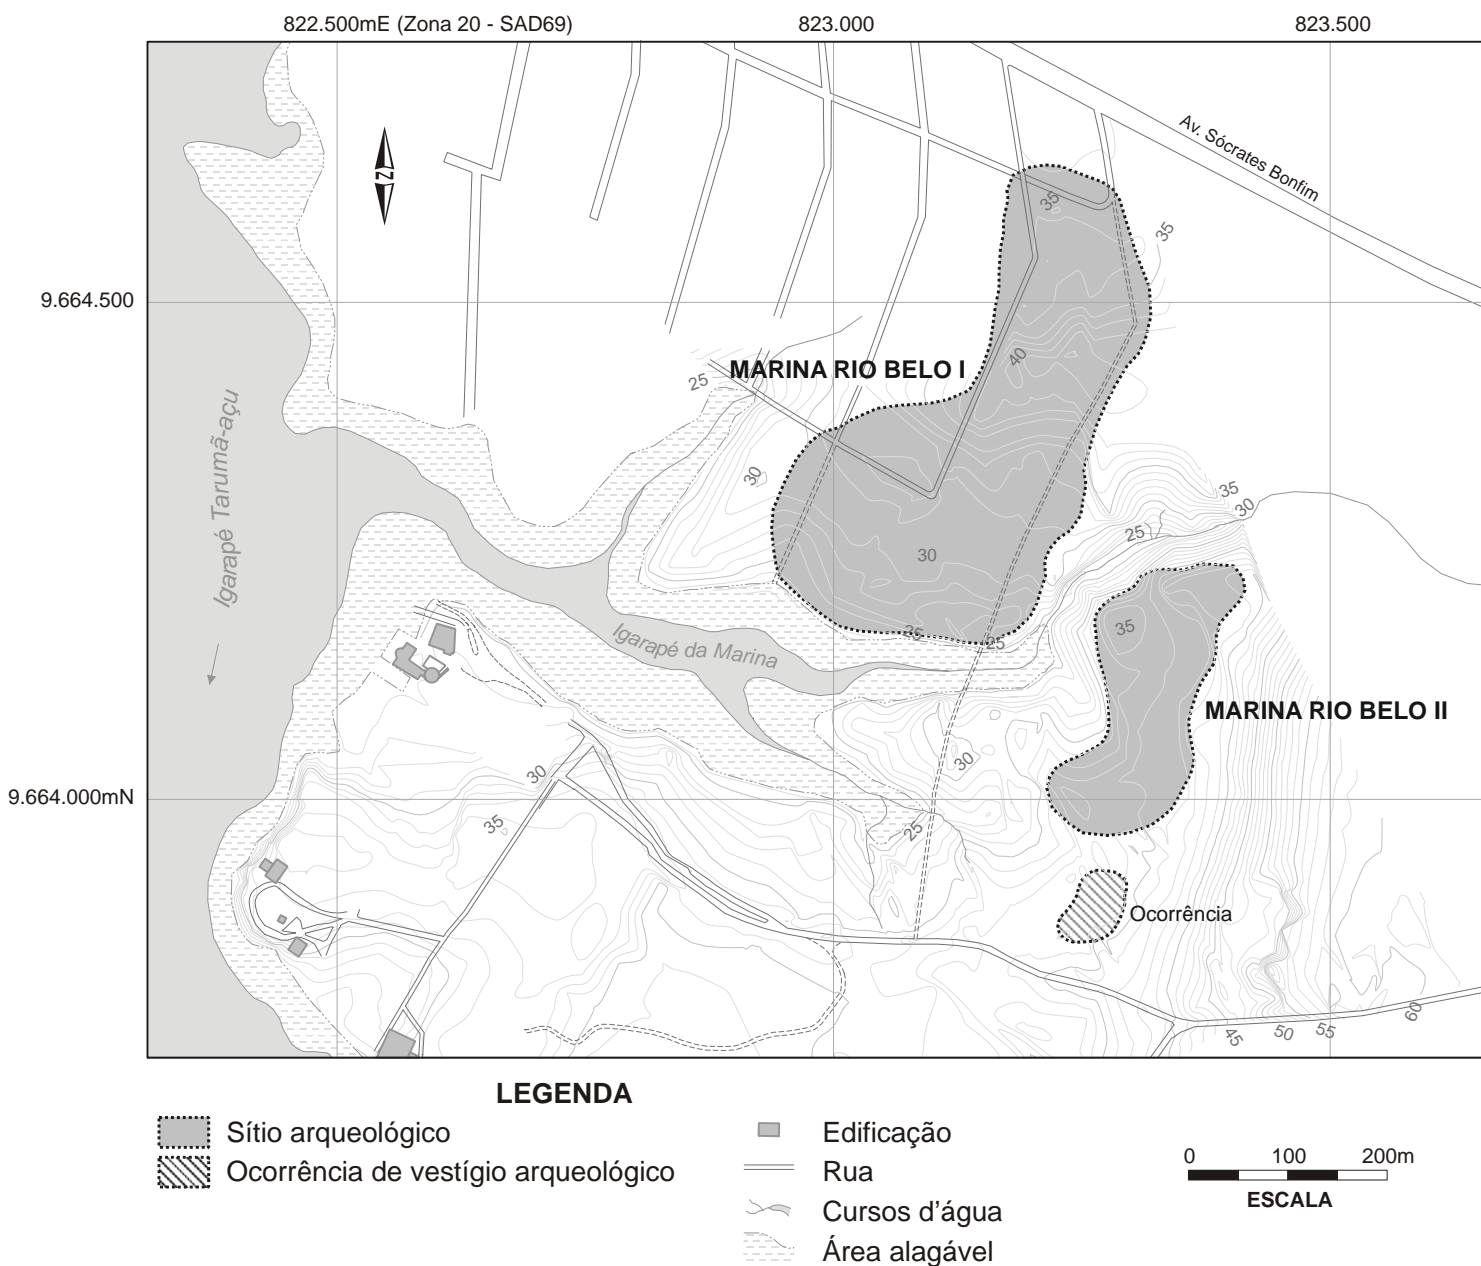 822.500mE (Zona 20 - SAD69)
823.000
823.500
Av. Sócrates Bonfim
N
35
35
9.664.500
40
MARINA RIO BELO I
25
Igarapé Tarumã-açu
30
35
30
25
30
35
25
35
Igarapé da Marina
MARINA RIO BELO II
30
30
9.664.000mN
35
25
Ocorrência
45
50
55
60
LEGENDA
Sítio arqueológico
Ocorrência de vestígio arqueológico
Edificação
Rua
Cursos d'água
Área alagável
0 100 200m
ESCALA